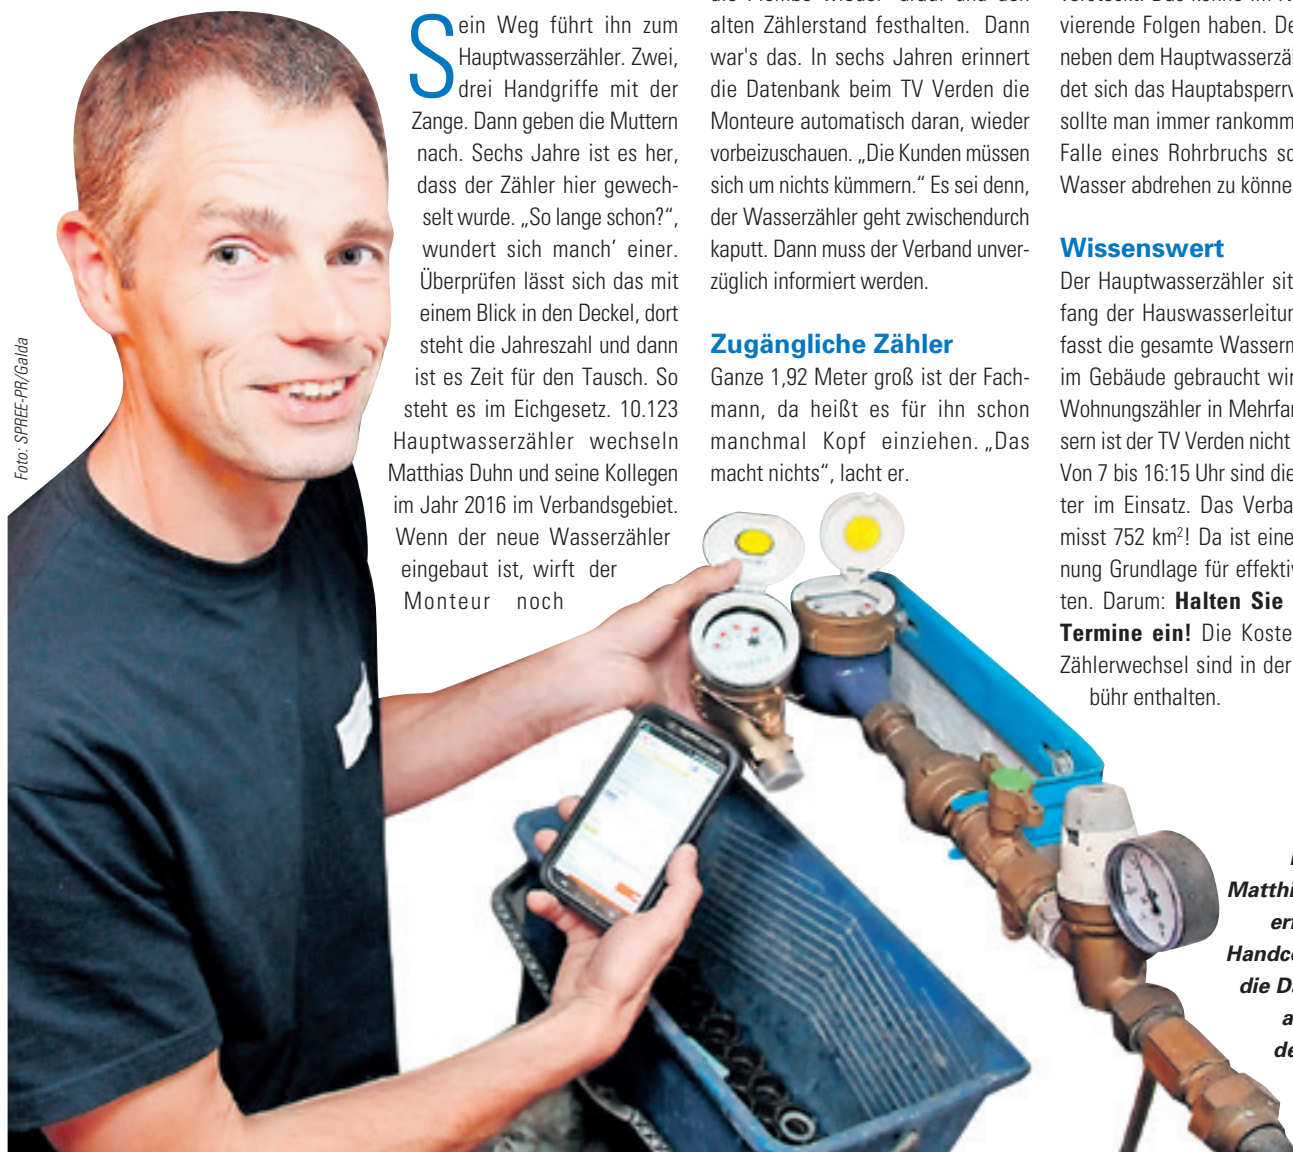 Sein Weg führt ihn zum
Hauptwasserzähler. Zwei,
drei Handgriffe mit der
Zange. Dann geben die Muttern
nach. Sechs Jahre ist es her,
dass der Zähler hier gewech-
selt wurde. „So lange schon?“,
wundert sich manch’ einer.
Überprüfen lässt sich das mit
einem Blick in den Deckel, dort
steht die Jahreszahl und dann
ist es Zeit für den Tausch. So
steht es im Eichgesetz. 10.123
Hauptwasserzähler wechseln
Matthias Duhn und seine Kollegen
im Jahr 2016 im Verbandsgebiet.
Wenn der neue Wasserzähler
eingebaut ist, wirft der
Monteur noch
alten Zählerstand festhalten. Dann
war's das. In sechs Jahren erinnert
die Datenbank beim TV Verden die
Monteure automatisch daran, wieder
vorbeizuschauen. „Die Kunden müssen
sich um nichts kümmern.“ Es sei denn,
der Wasserzähler geht zwischendurch
kaputt. Dann muss der Verband unver-
züglich informiert werden.
Zugängliche Zähler
Ganze 1,92 Meter groß ist der Fach-
mann, da heißt es für ihn schon
manchmal Kopf einziehen. „Das
macht nichts“, lacht er.
vierende Folgen haben. De
neben dem Hauptwasserzä
det sich das Hauptabsperrv
sollte man immer rankomm
Falle eines Rohrbruchs so
Wasser abdrehen zu könne
Wissenswert
Der Hauptwasserzähler sit
fang der Hauswasserleitun
fasst die gesamte Wasserm
im Gebäude gebraucht wir
Wohnungszähler in Mehrfa
sern ist der TV Verden nicht
Von 7 bis 16:15 Uhr sind die
ter im Einsatz. Das Verba
misst 752 km²! Da ist eine
nung Grundlage für effektiv
ten. Darum: Halten Sie
Termine ein! Die Koste
Zählerwechsel sind in der
bühr enthalten.
Matthi
erf
Handco
die Da
a
de
Foto: SPREE-PR/Galda